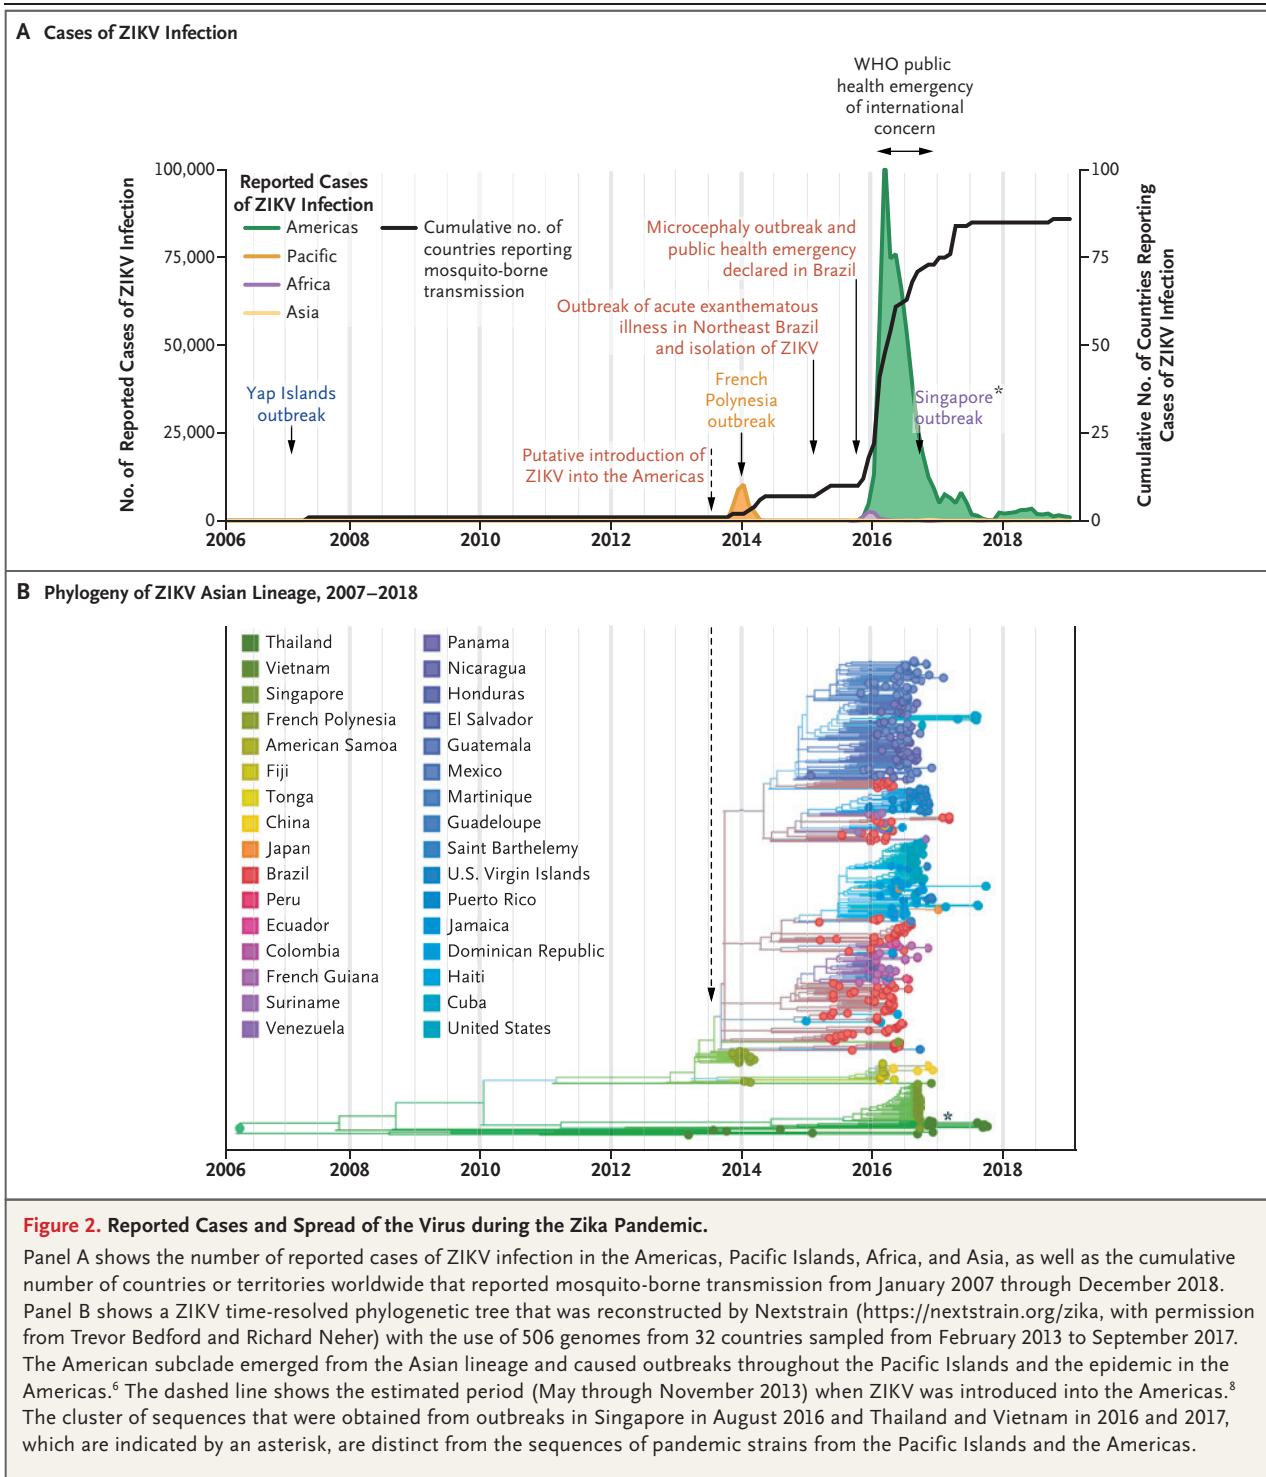 A Cases of ZIKV Infection
WHO public
health emergency
of international
concern
No. of Reported Cases of ZIKV Infection
100,000
75,000
50,000
25,000
0
Reported Cases
of ZIKV Infection
Americas
Pacific
Africa
Asia
Cumulative no. of
countries reporting
mosquito-borne
transmission
Yap Islands
outbreak
Microcephaly outbreak and
public health emergency
declared in Brazil
Outbreak of acute exanthematous
illness in Northeast Brazil
and isolation of ZIKV
French
Polynesia
outbreak
Putative introduction of
ZIKV into the Americas
Singapore*
outbreak
100
75
50
25
0
Cumulative No. of Countries Reporting
Cases of ZIKV Infection
2006 2008 2010 2012 2014 2016 2018
B Phylogeny of ZIKV Asian Lineage, 2007–2018
Thailand
Vietnam
Singapore
French Polynesia
American Samoa
Fiji
Tonga
China
Japan
Brazil
Peru
Ecuador
Colombia
French Guiana
Suriname
Venezuela
Panama
Nicaragua
Honduras
El Salvador
Guatemala
Mexico
Martinique
Guadeloupe
Saint Barthelemy
U.S. Virgin Islands
Puerto Rico
Jamaica
Dominican Republic
Haiti
Cuba
United States
*
2006 2008 2010 2012 2014 2016 2018
Figure 2. Reported Cases and Spread of the Virus during the Zika Pandemic.
Panel A shows the number of reported cases of ZIKV infection in the Americas, Pacific Islands, Africa, and Asia, as well as the cumulative
number of countries or territories worldwide that reported mosquito-borne transmission from January 2007 through December 2018.
Panel B shows a ZIKV time-resolved phylogenetic tree that was reconstructed by Nextstrain (https://nextstrain.org/zika, with permission
from Trevor Bedford and Richard Neher) with the use of 506 genomes from 32 countries sampled from February 2013 to September 2017.
The American subclade emerged from the Asian lineage and caused outbreaks throughout the Pacific Islands and the epidemic in the
Americas.⁶ The dashed line shows the estimated period (May through November 2013) when ZIKV was introduced into the Americas.⁸
The cluster of sequences that were obtained from outbreaks in Singapore in August 2016 and Thailand and Vietnam in 2016 and 2017,
which are indicated by an asterisk, are distinct from the sequences of pandemic strains from the Pacific Islands and the Americas.